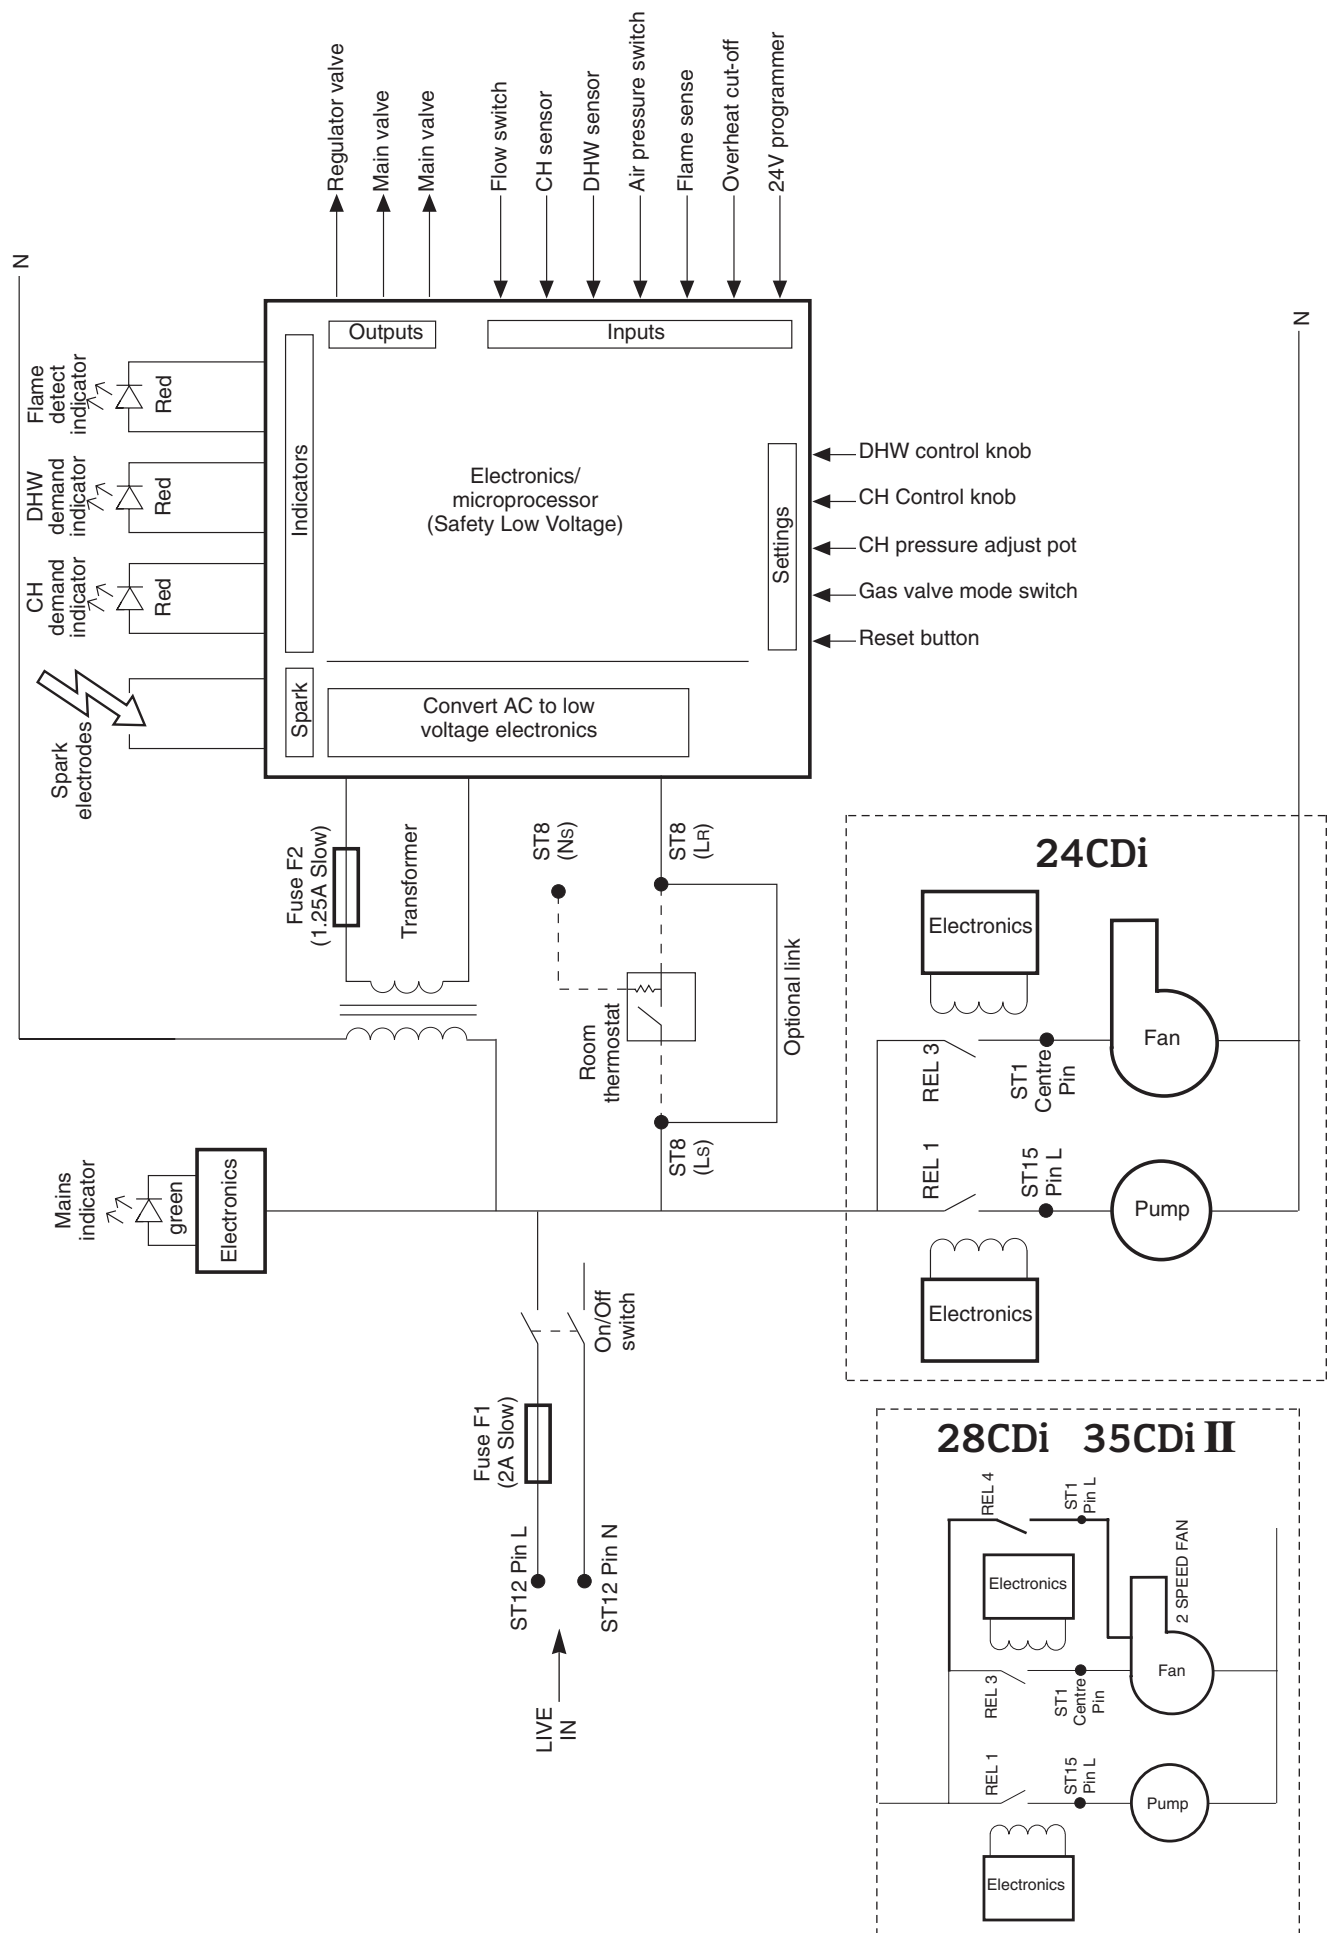 N
Regulator valve
Main valve
Main valve
Flow switch
CH sensor
DHW sensor
Air pressure switch
Flame sense
Overheat cut-off
24V programmer
Flame
detect
indicator
Red
DHW
demand
indicator
Red
CH
demand
indicator
Red
Spark
electrodes
Outputs
Inputs
Indicators
Electronics/
microprocessor
(Safety Low Voltage)
Settings
Spark
Convert AC to low
voltage electronics
DHW control knob
CH Control knob
CH pressure adjust pot
Gas valve mode switch
Reset button
N
Fuse F2
(1.25A Slow)
Transformer
ST8
(NS)
ST8
(LR)
Room
thermostat
Optional link
ST8
(LS)
Mains
indicator
green
Electronics
On/Off
switch
Fuse F1
(2A Slow)
ST12 Pin L
ST12 Pin N
LIVE
IN
24CDi
Electronics
REL 3
ST1
Centre
Pin
Fan
REL 1
ST15
Pin L
Pump
Electronics
28CDi 35CDi II
REL 4
ST1
Pin L
Electronics
2 SPEED FAN
REL 3
ST1
Centre
Pin
Fan
REL 1
ST15
Pin L
Pump
Electronics